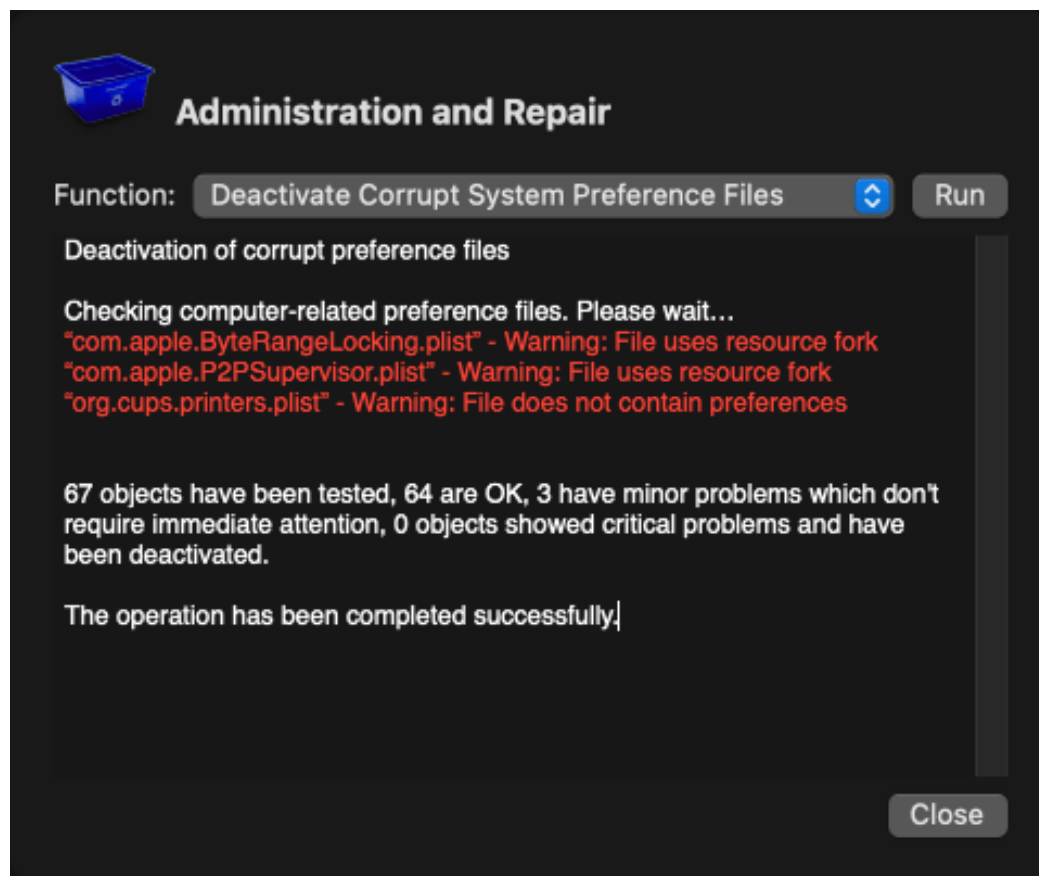 Administration and Repair
Function: Deactivate Corrupt System Preference Files Run
Deactivation of corrupt preference files
Checking computer-related preference files. Please wait…
“com.apple.ByteRangeLocking.plist” - Warning: File uses resource fork
“com.apple.P2PSupervisor.plist” - Warning: File uses resource fork
“org.cups.printers.plist” - Warning: File does not contain preferences
67 objects have been tested, 64 are OK, 3 have minor problems which don't
require immediate attention, 0 objects showed critical problems and have
been deactivated.
The operation has been completed successfully.
Close